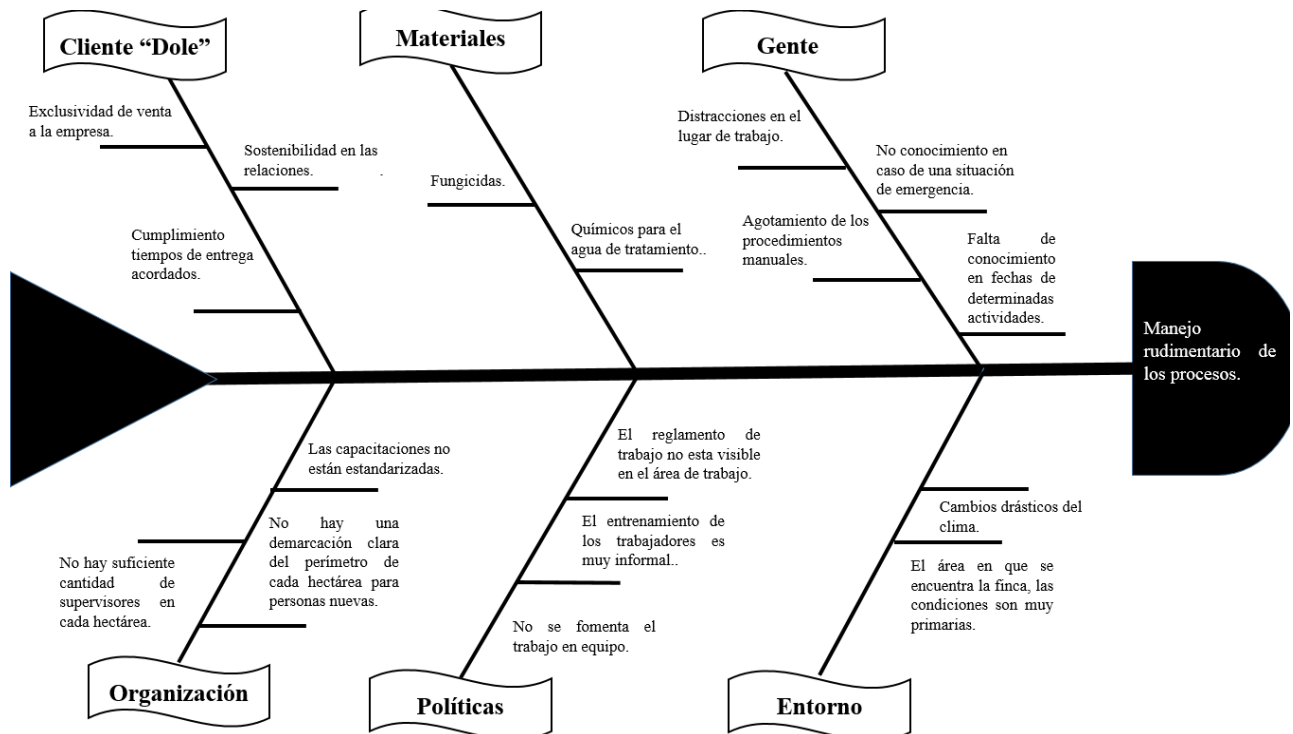 Cliente “Dole”
Materiales
Gente
Exclusividad de venta
a la empresa.
Sostenibilidad en las
relaciones. .
Cumplimiento
tiempos de entrega
acordados.
Fungicidas.
Químicos para el
agua de tratamiento..
Distracciones en el
lugar de trabajo.
No conocimiento en
caso de una situación
de emergencia.
Agotamiento de los
procedimientos
manuales.
Falta de
conocimiento
en fechas de
determinadas
actividades.
Manejo
rudimentario de
los procesos.
Las capacitaciones no
están estandarizadas.
No hay una
demarcación clara
del perímetro de
cada hectárea para
personas nuevas.
No hay suficiente
cantidad de
supervisores en
cada hectárea.
El reglamento de
trabajo no esta visible
en el área de trabajo.
El entrenamiento de
los trabajadores es
muy informal..
No se fomenta el
trabajo en equipo.
Cambios drásticos del
clima.
El área en que se
encuentra la finca, las
condiciones son muy
primarias.
Organización
Políticas
Entorno